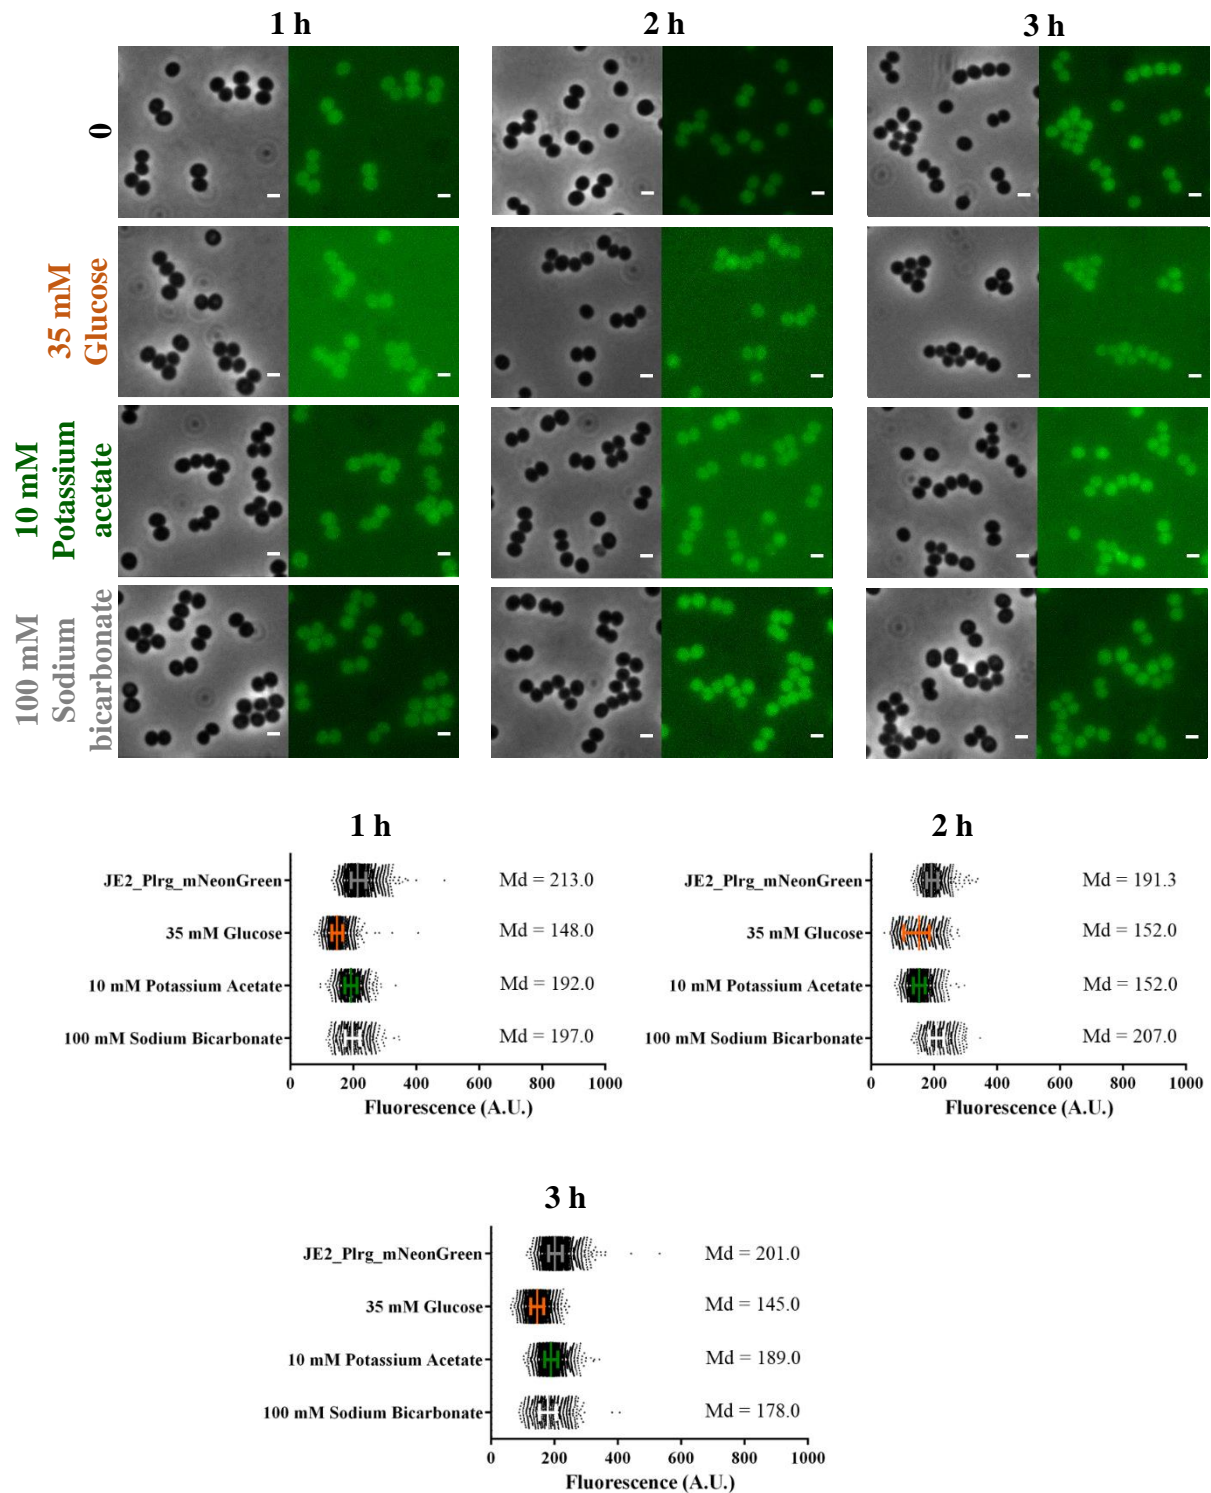 1 h
2 h
3 h
0
35 mM
Glucose
10 mM
Potassium
acetate
100 mM
Sodium
bicarbonate
1 h
JE2_Plrg_mNeonGreen
Md = 213.0
35 mM Glucose
Md = 148.0
10 mM Potassium Acetate
Md = 192.0
100 mM Sodium Bicarbonate
Md = 197.0
0 200 400 600 800 1000
Fluorescence (A.U.)
2 h
JE2_Plrg_mNeonGreen
Md = 191.3
35 mM Glucose
Md = 152.0
10 mM Potassium Acetate
Md = 152.0
100 mM Sodium Bicarbonate
Md = 207.0
0 200 400 600 800 1000
Fluorescence (A.U.)
3 h
JE2_Plrg_mNeonGreen
Md = 201.0
35 mM Glucose
Md = 145.0
10 mM Potassium Acetate
Md = 189.0
100 mM Sodium Bicarbonate
Md = 178.0
0 200 400 600 800 1000
Fluorescence (A.U.)